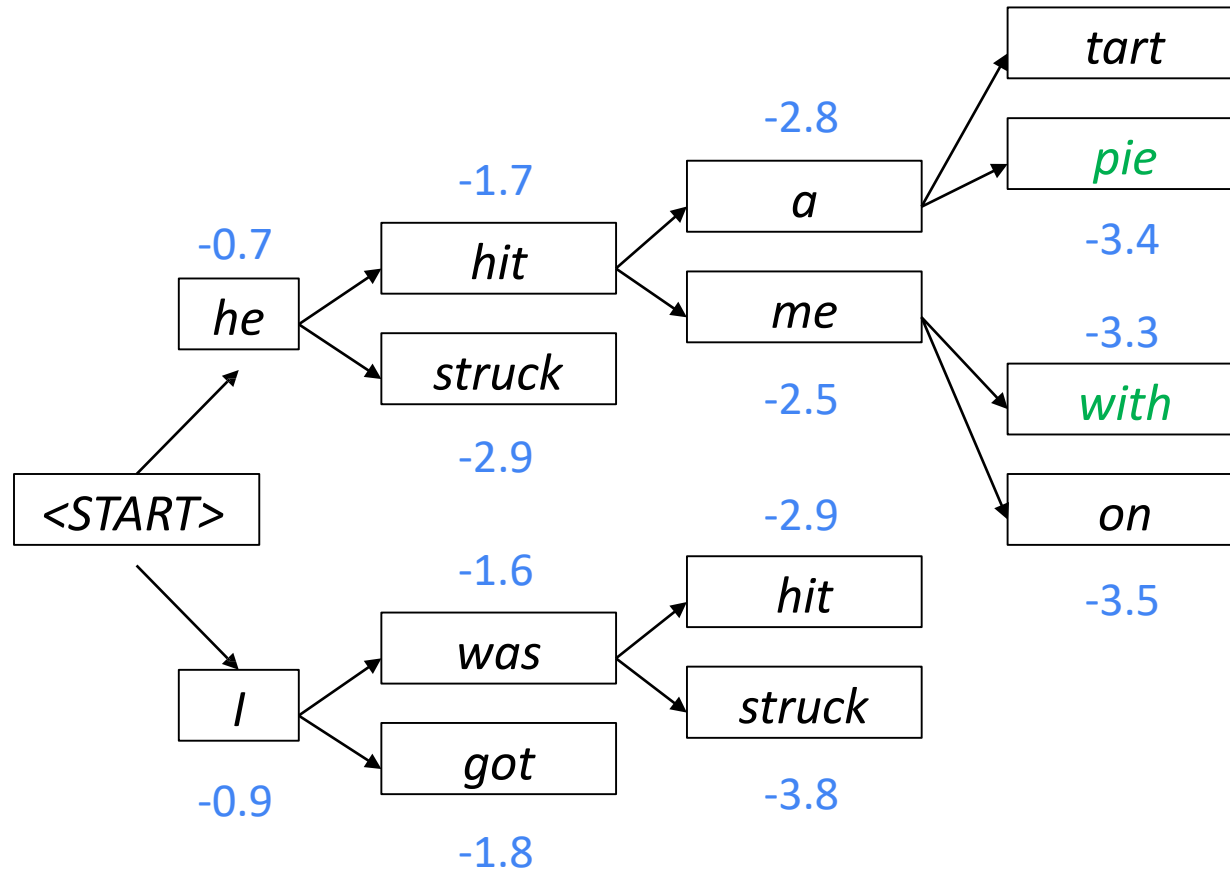 tart
-2.8
pie
-1.7
a
-3.4
-0.7
hit
he
me
-3.3
struck
-2.5
with
-2.9
<START>
-2.9
on
-1.6
hit
-3.5
was
I
struck
got
-0.9
-3.8
-1.8